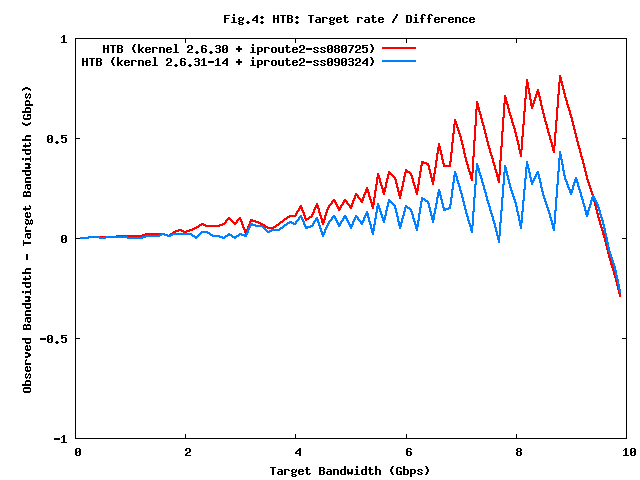 Fig.4: HTB: Target rate / Difference
HTB (kernel 2.6.30 + iproute2-ss080725)
HTB (kernel 2.6.31-14 + iproute2-ss090324)
Observed Bandwidth - Target Bandwidth (Gbps)
1
0.5
0
-0.5
-1
0 2 4 6 8 10
Target Bandwidth (Gbps)